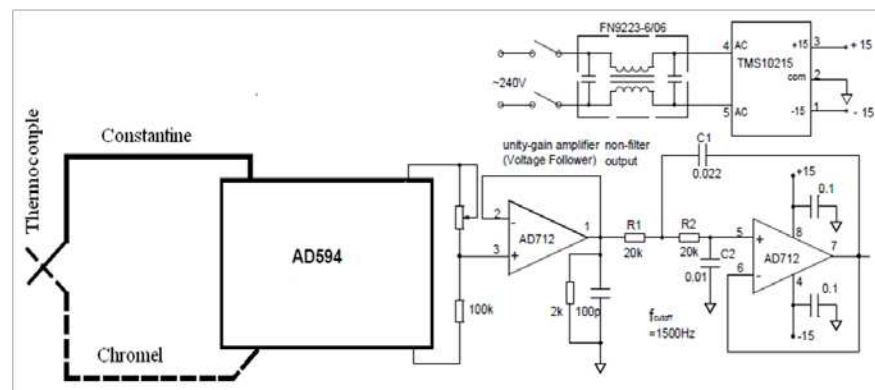 FN9223-6/06
~240V
4 AC
+15 3 +15
TMS10215
com 2
5 AC
-15 1 -15
Thermocouple
Constantine
AD594
Chromel
100k
unity-gain amplifier non-filter
(Voltage Follower) output
2 -
3 +
AD712
1
2k
100p
R1
20k
C1
0.022
R2
20k
C2
0.01
5 +
6 -
AD712
7
+15
8
0.1
4
0.1
-15
=1500Hz